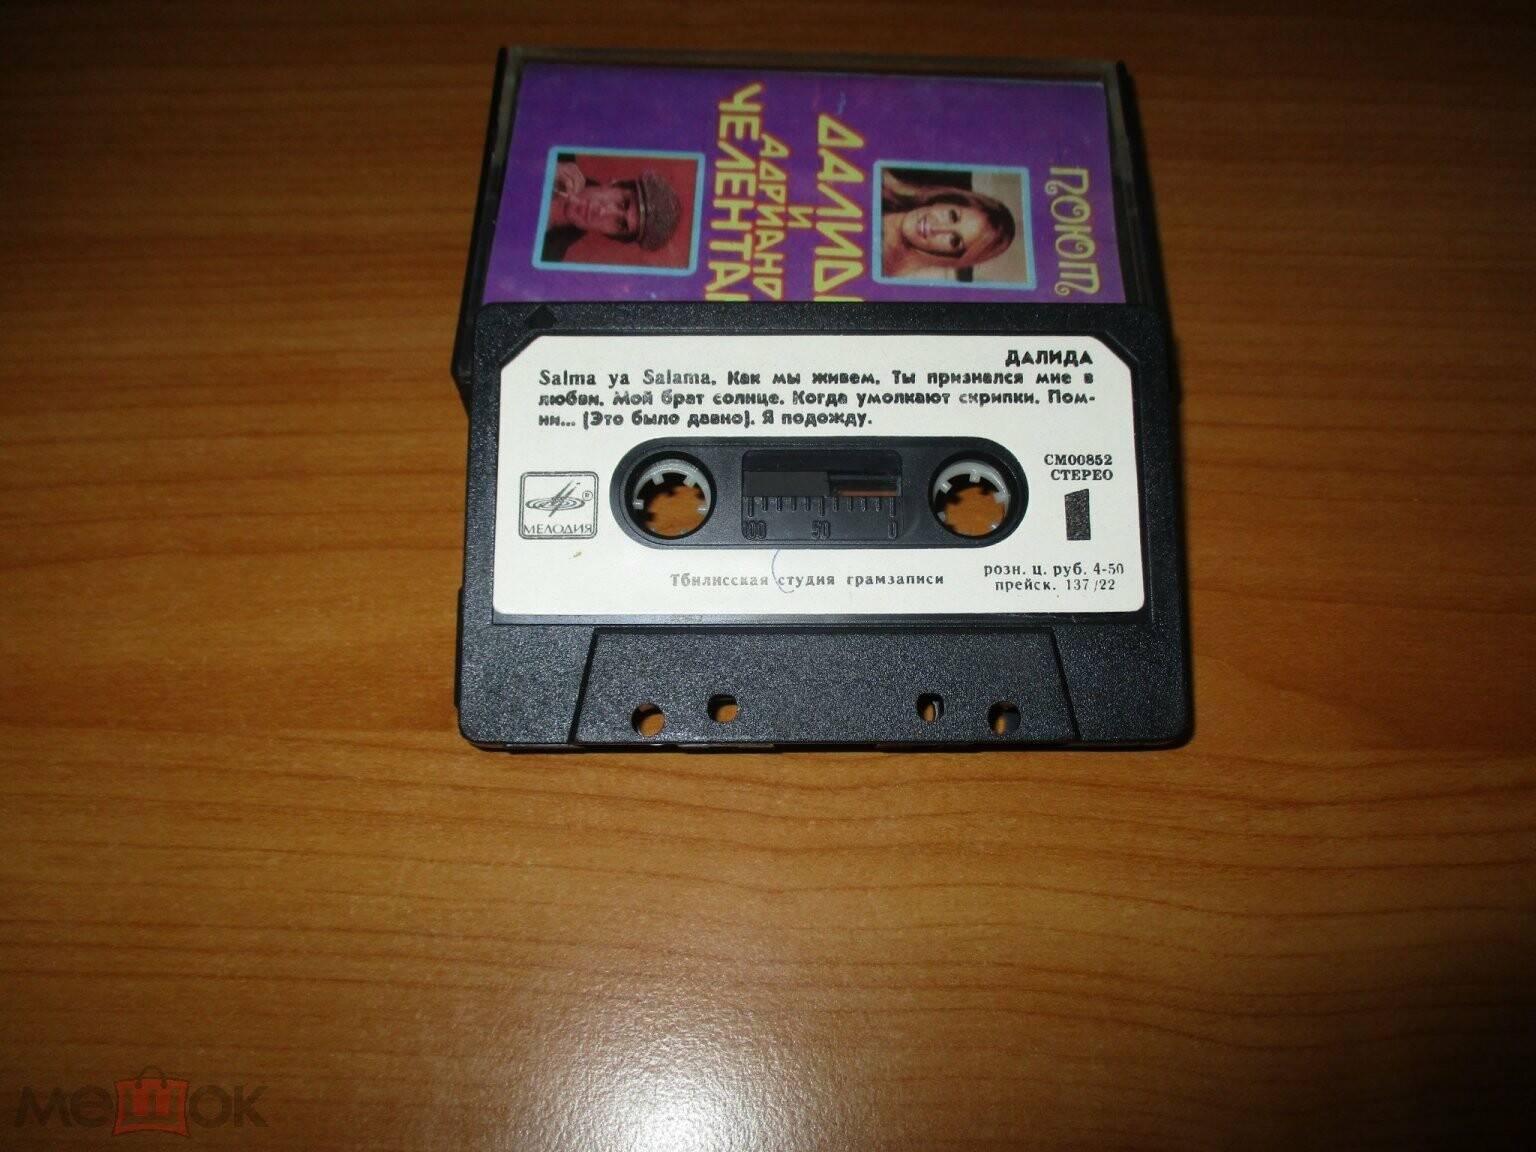 ПОЮТ
ДАЛИДА
И
АДРИАНО
ЧЕЛЕНТА
ДАЛИДА
Salma ya Salama. Как мы живем. Ты признался мне в
любви. Мой брат солнце. Когда умолкают скрипки. Пом-
ни... (Это было давно). Я подожду.
СМ00852
СТЕРЕО
1
МЕЛОДИЯ
®
100 50 0
Тбилисская студия грамзаписи
розн. ц. руб. 4-50
прейск. 137/22
мешок